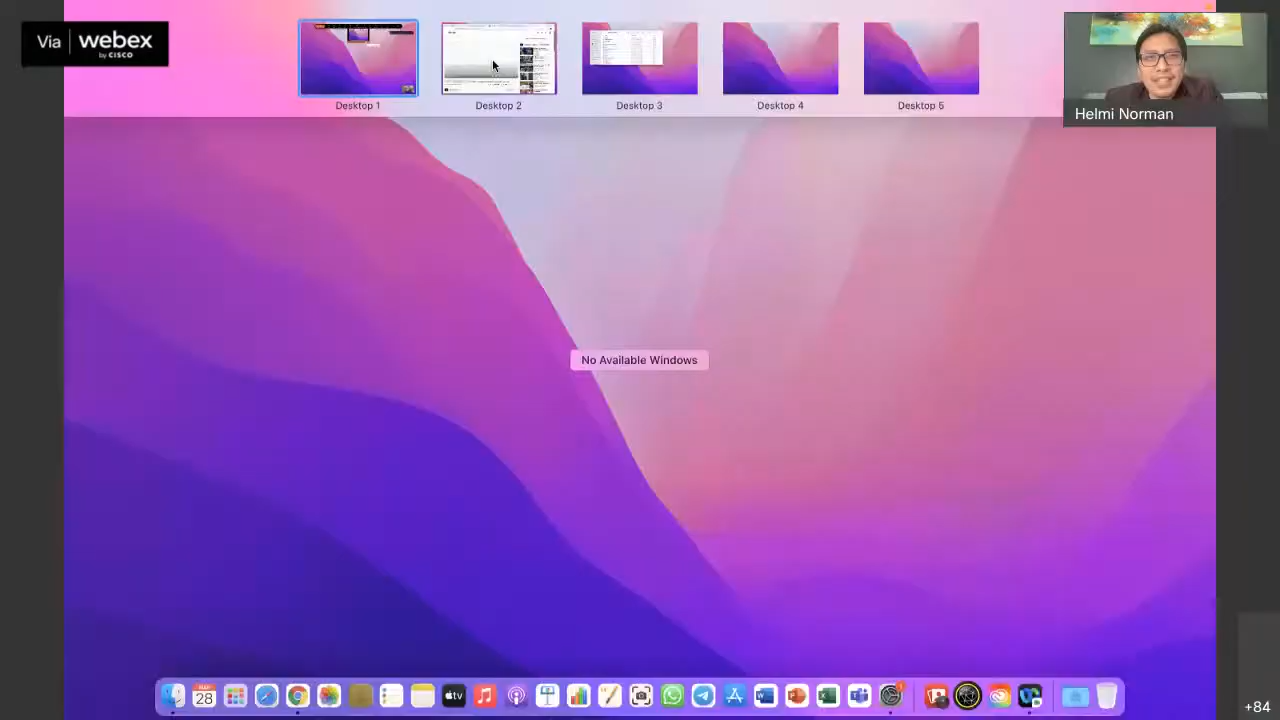 Via webex
by CISCO
Desktop 1
Desktop 2
Desktop 3
Desktop 4
Desktop 5
Helmi Norman
No Available Windows
28
tv
+84